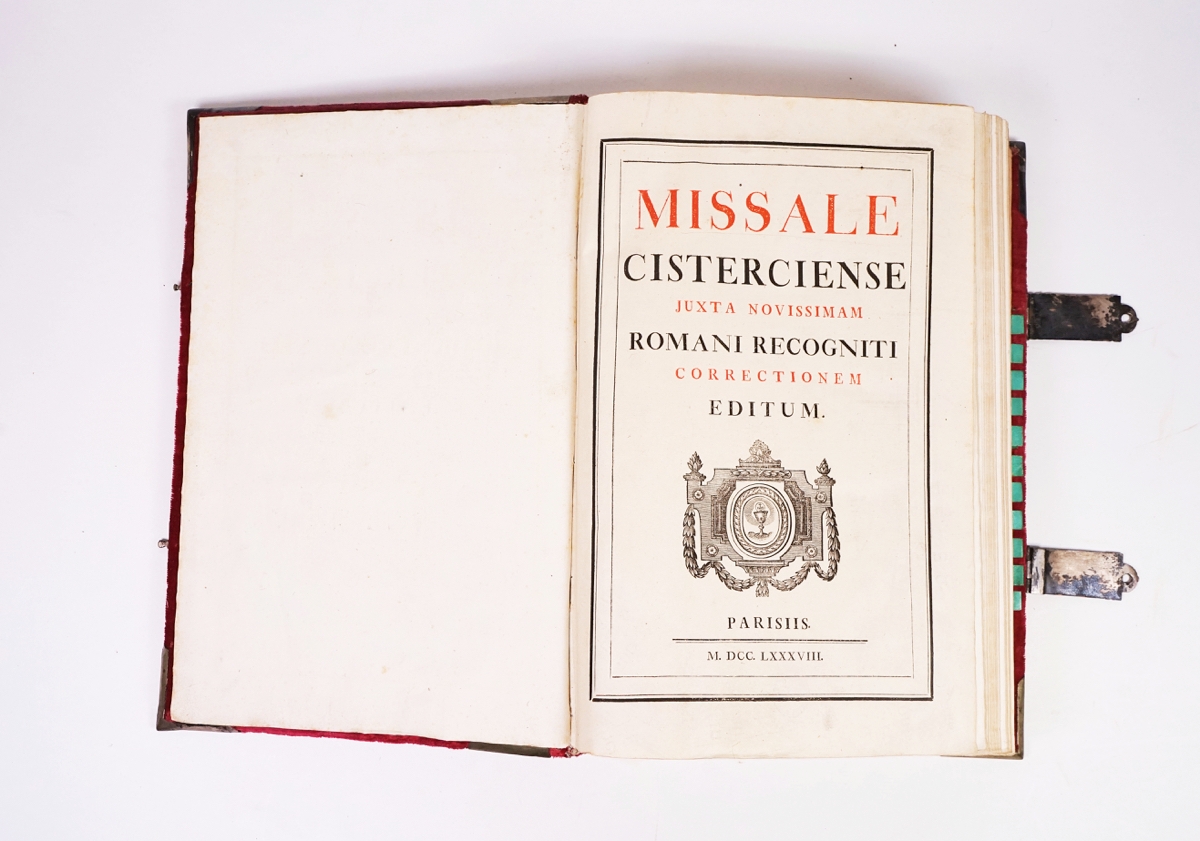 MISSALE
CISTERCIENSE
JUXTA NOVISSIMAM
ROMANI RECOGNITI
CORRECTIONEM
EDITUM.
PARISIIS.
M. DCC. LXXXVIII.